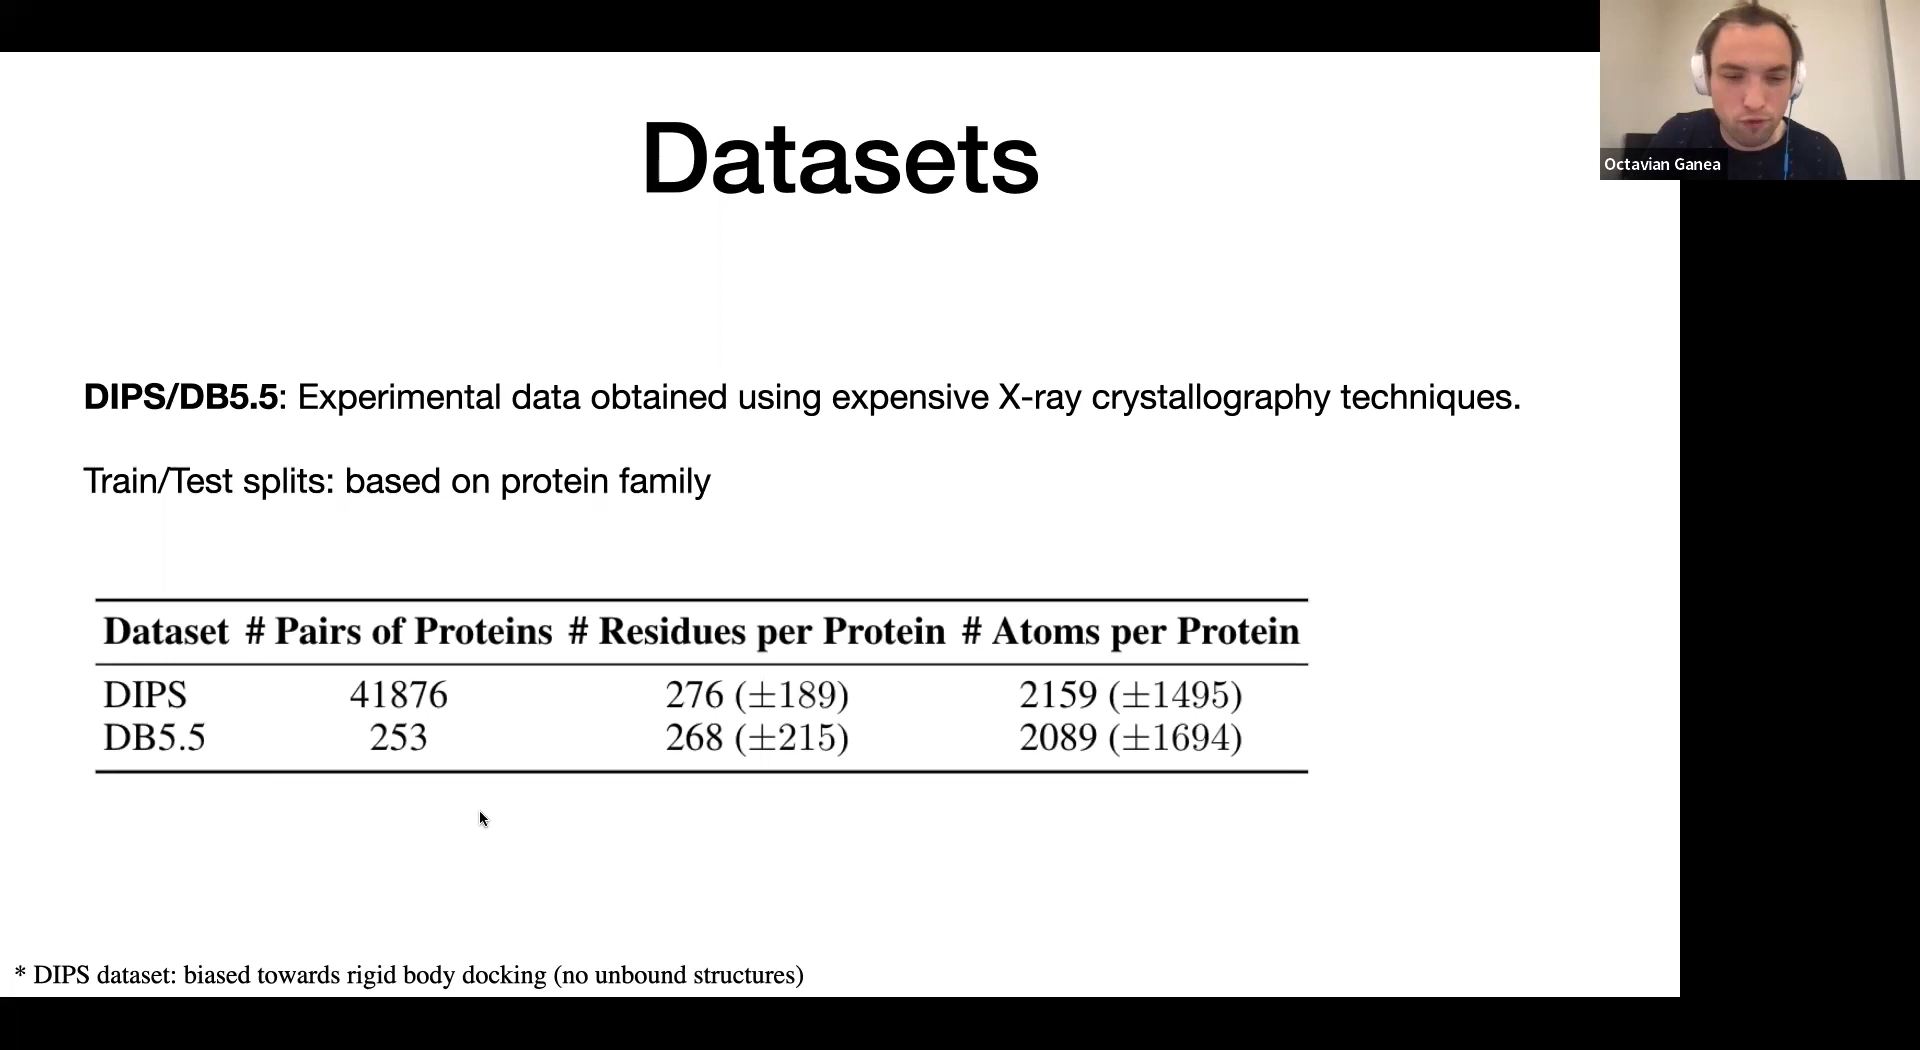 Datasets
Octavian Ganea
DIPS/DB5.5: Experimental data obtained using expensive X-ray crystallography techniques.
Train/Test splits: based on protein family
Dataset # Pairs of Proteins # Residues per Protein # Atoms per Protein
DIPS 41876 276 (±189) 2159 (±1495)
DB5.5 253 268 (±215) 2089 (±1694)
* DIPS dataset: biased towards rigid body docking (no unbound structures)